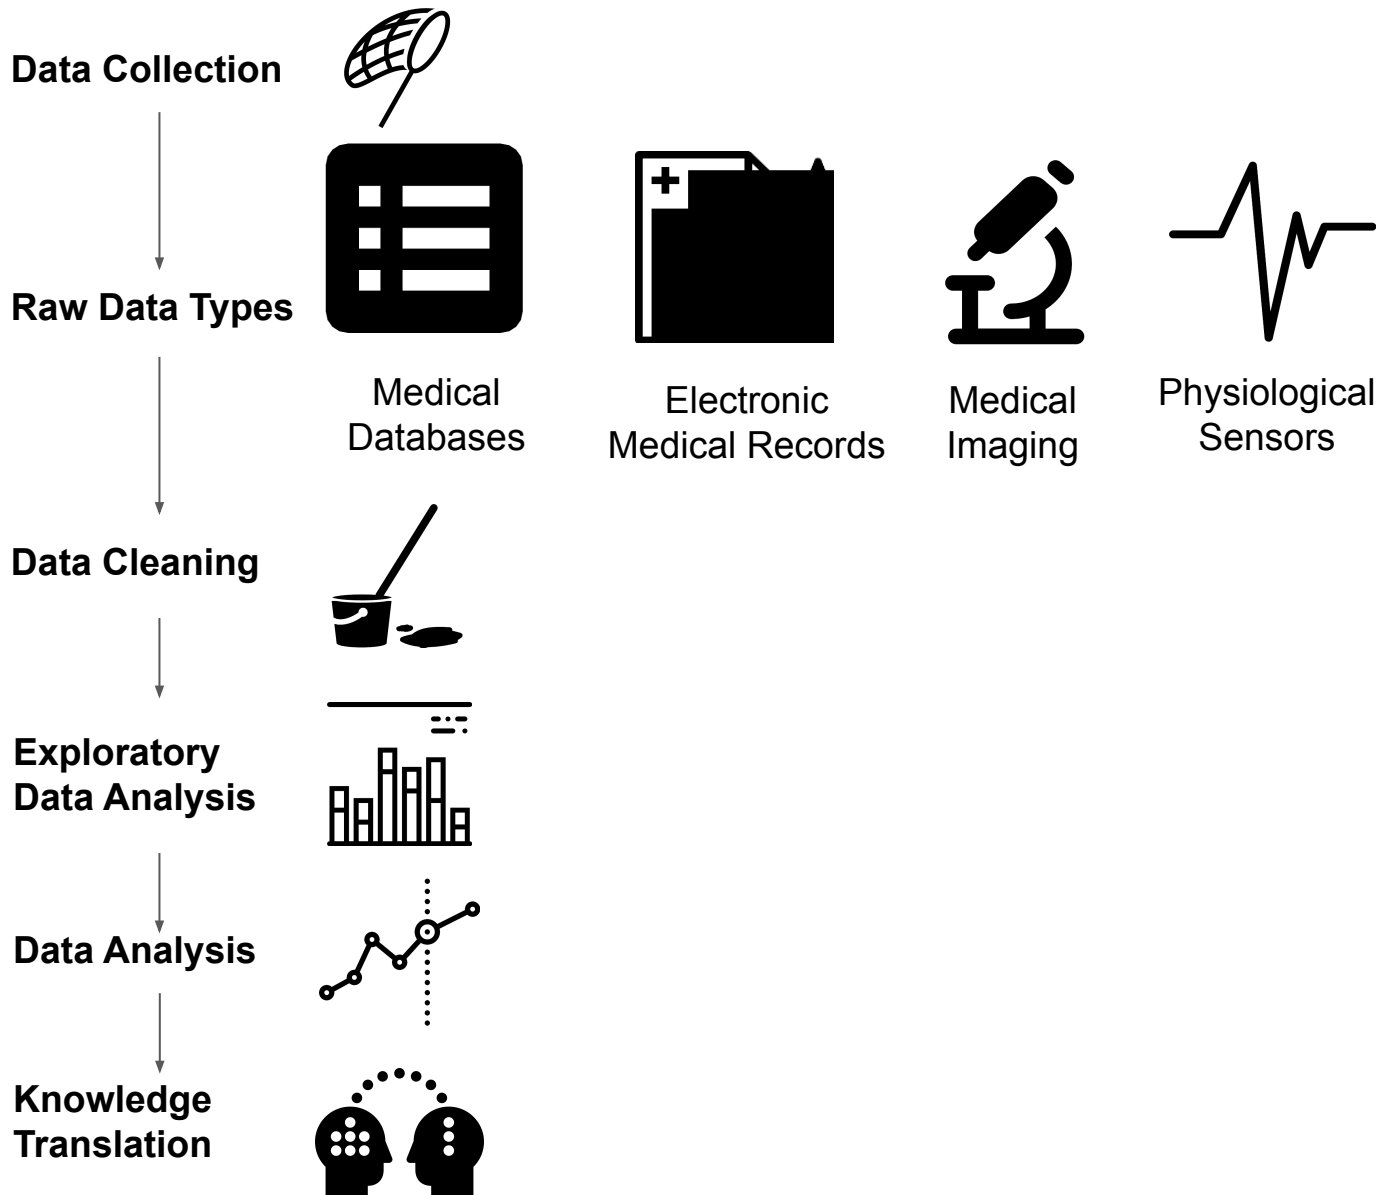 Data Collection
Raw Data Types
Medical
Databases
Electronic
Medical Records
Medical
Imaging
Physiological
Sensors
Data Cleaning
Exploratory
Data Analysis
Data Analysis
Knowledge
Translation